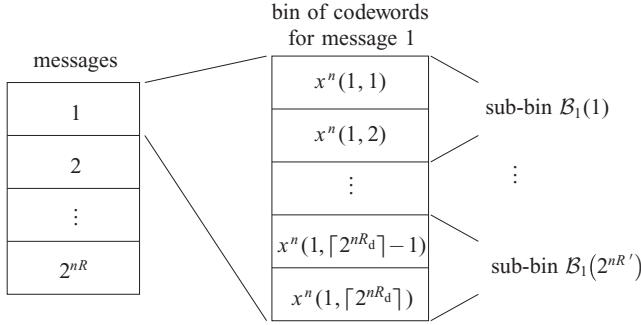 bin of codewords
for message 1
messages
1
2
⋮
2^{nR}
x^n(1, 1)
x^n(1, 2)
⋮
x^n(1, ⌈2^{nR_d}⌉ − 1)
x^n(1, ⌈2^{nR_d}⌉)
sub-bin 𝓑_1(1)
⋮
sub-bin 𝓑_1(2^{nR′})